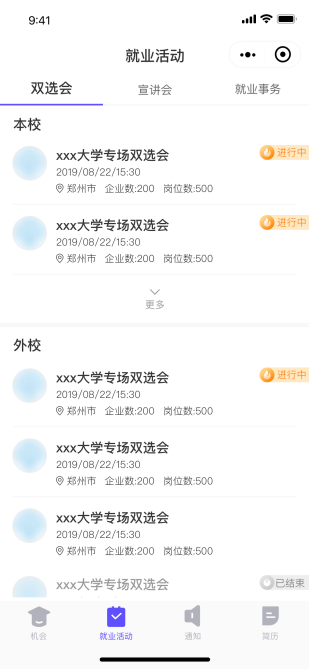 9:41
就业活动
双选会 宣讲会 就业事务
本校
xxx大学专场双选会 进行中
2019/08/22/15:30
郑州市 企业数:200 岗位数:500
xxx大学专场双选会 进行中
2019/08/22/15:30
郑州市 企业数:200 岗位数:500
更多
外校
xxx大学专场双选会 进行中
2019/08/22/15:30
郑州市 企业数:200 岗位数:500
xxx大学专场双选会
2019/08/22/15:30
郑州市 企业数:200 岗位数:500
xxx大学专场双选会
2019/08/22/15:30
郑州市 企业数:200 岗位数:500
xxx大学专场双选会 已结束
机会 就业活动 通知 简历